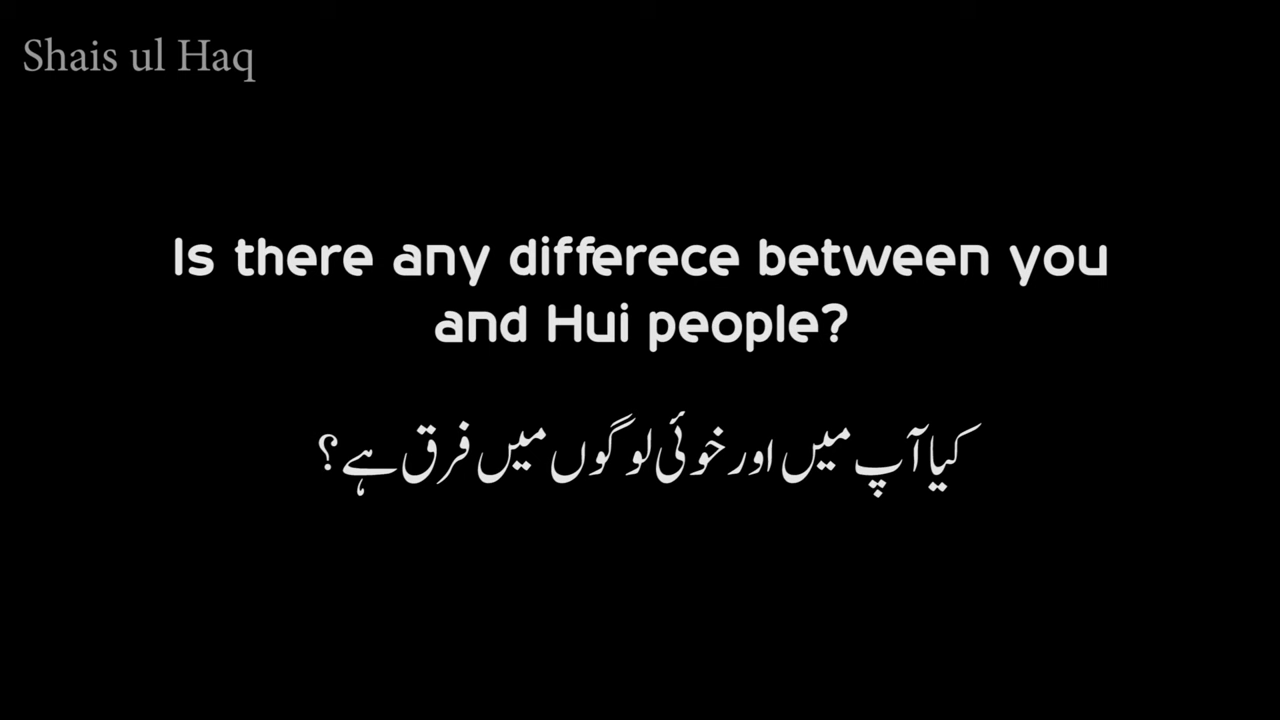 Shais ul Haq
Is there any differece between you
and Hui people?
کیا آپ میں اور خوئی لوگوں میں فرق ہے؟